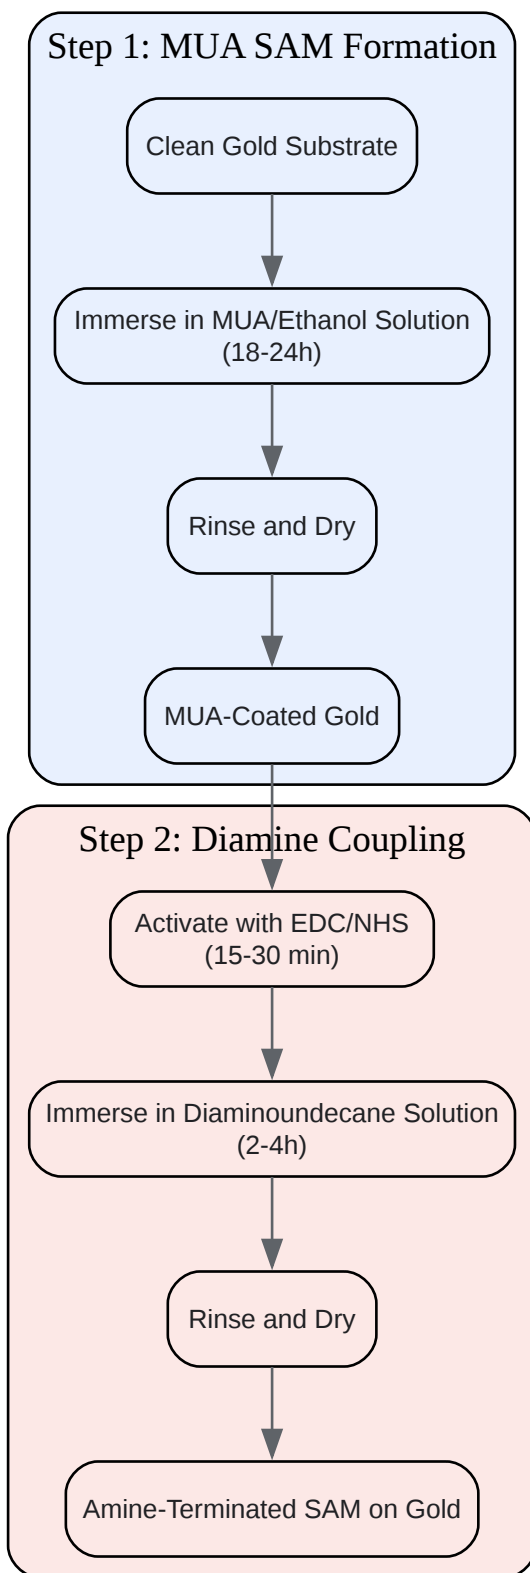 Step 1: MUA SAM Formation
Clean Gold Substrate
Immerse in MUA/Ethanol Solution
(18-24h)
Rinse and Dry
MUA-Coated Gold
Step 2: Diamine Coupling
Activate with EDC/NHS
(15-30 min)
Immerse in Diaminoundecane Solution
(2-4h)
Rinse and Dry
Amine-Terminated SAM on Gold